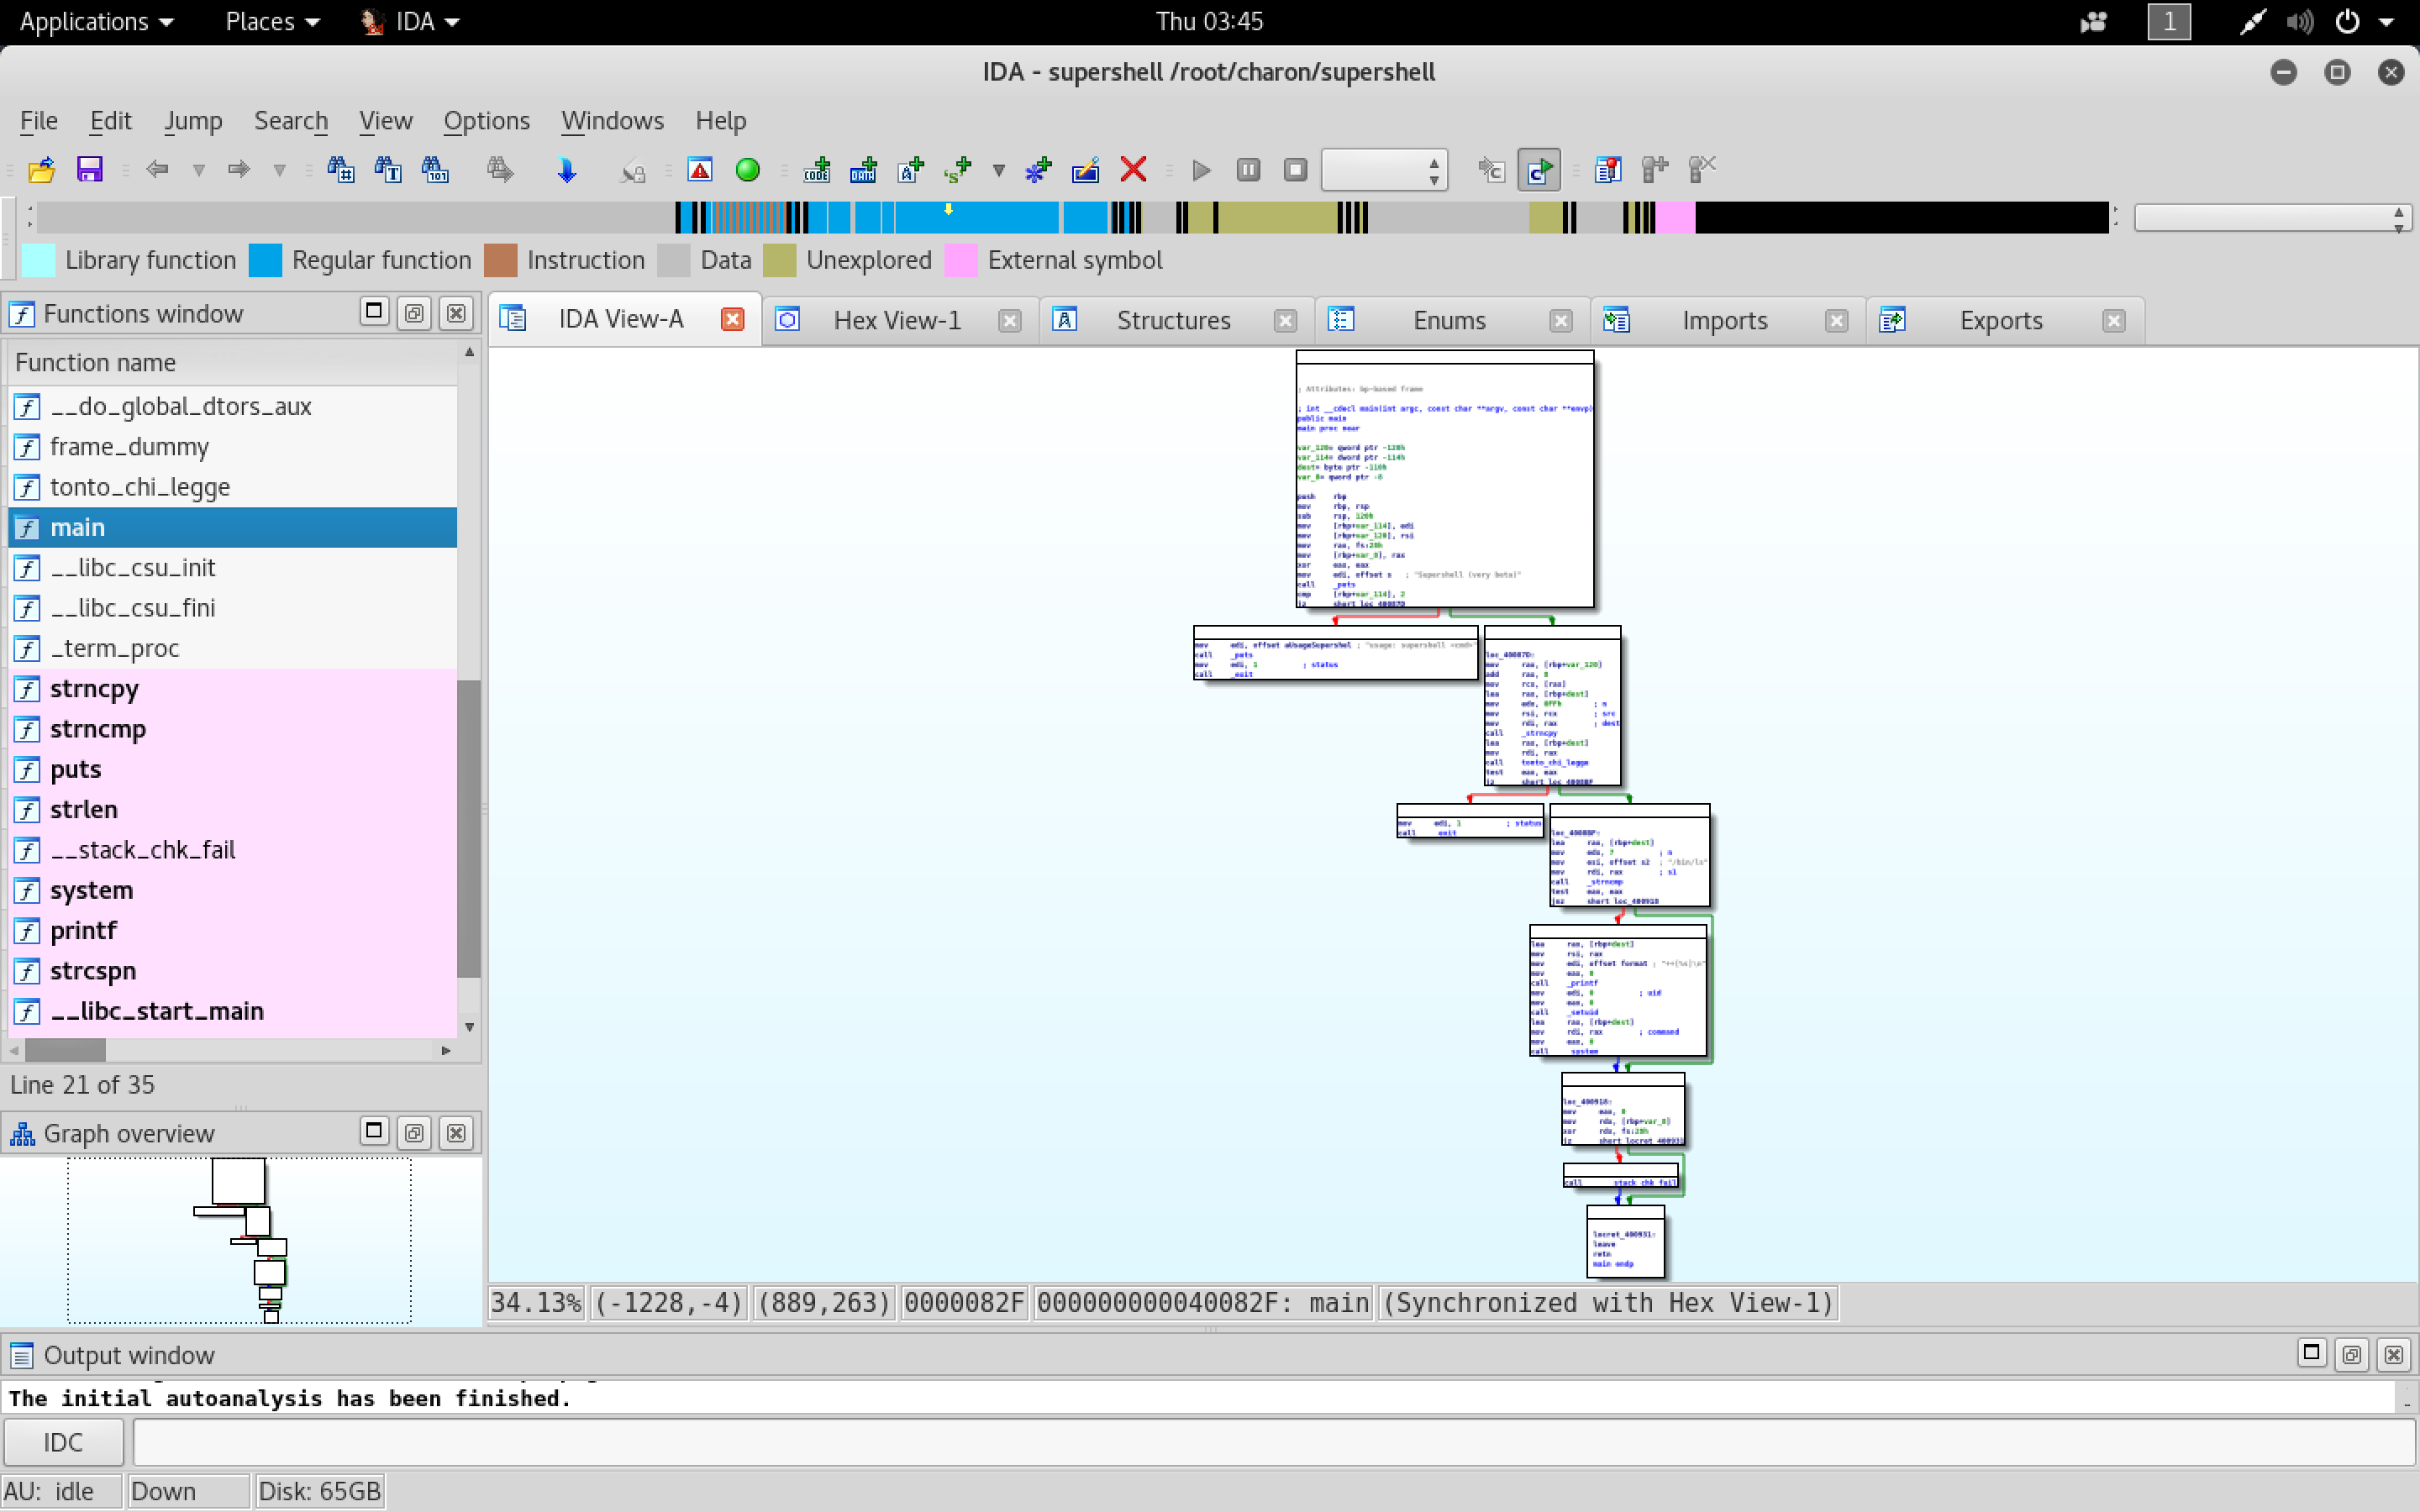 Applications Places IDA Thu 03:45 1
IDA - supershell /root/charon/supershell
File Edit Jump Search View Options Windows Help
Library function Regular function Instruction Data Unexplored External symbol
Functions window
IDA View-A Hex View-1 Structures Enums Imports Exports
Function name
__do_global_dtors_aux
frame_dummy
tonto_chi_legge
main
__libc_csu_init
__libc_csu_fini
_term_proc
strncpy
strncmp
puts
strlen
__stack_chk_fail
system
printf
strcspn
__libc_start_main
Line 21 of 35
Graph overview
; Attributes: bp-based frame
; int __cdecl main(int argc, const char **argv, const char **envp)
public main
main proc near
var_120= qword ptr -120h
var_114= dword ptr -114h
dest= byte ptr -110h
var_8= qword ptr -8
push rbp
mov rbp, rsp
sub rsp, 120h
mov [rbp+var_114], edi
mov [rbp+var_120], rsi
mov rax, fs:28h
mov [rbp+var_8], rax
xor eax, eax
mov edi, offset s ; "Supershell (very beta)"
call _puts
cmp [rbp+var_114], 2
jz short loc_40087D
mov edi, offset aUsageSupershel ; "usage: supershell <cmd>"
call _puts
mov edi, 1 ; status
call _exit
loc_40087D:
mov rax, [rbp+var_120]
add rax, 8
mov rcx, [rax]
lea rax, [rbp+dest]
mov edx, 0FFh ; n
mov rsi, rcx ; src
mov rdi, rax ; dest
call _strncpy
lea rax, [rbp+dest]
mov rdi, rax
call tonto_chi_legge
test eax, eax
jz short loc_4008BF
mov edi, 1 ; status
call _exit
loc_4008BF:
lea rax, [rbp+dest]
mov edx, 7 ; n
mov esi, offset s2 ; "/bin/ls"
mov rdi, rax ; s1
call _strncmp
test eax, eax
jnz short loc_400918
lea rax, [rbp+dest]
mov rsi, rax
mov edi, offset format ; "++[%s]\n"
mov eax, 0
call _printf
mov edi, 0 ; uid
mov eax, 0
call _setuid
lea rax, [rbp+dest]
mov rdi, rax ; command
mov eax, 0
call _system
loc_400918:
mov eax, 0
mov rdx, [rbp+var_8]
xor rdx, fs:28h
jz short locret_400931
call ___stack_chk_fail
locret_400931:
leave
retn
main endp
34.13% (-1228,-4) (889,263) 0000082F 000000000040082F: main (Synchronized with Hex View-1)
Output window
The initial autoanalysis has been finished.
IDC
AU: idle Down Disk: 65GB